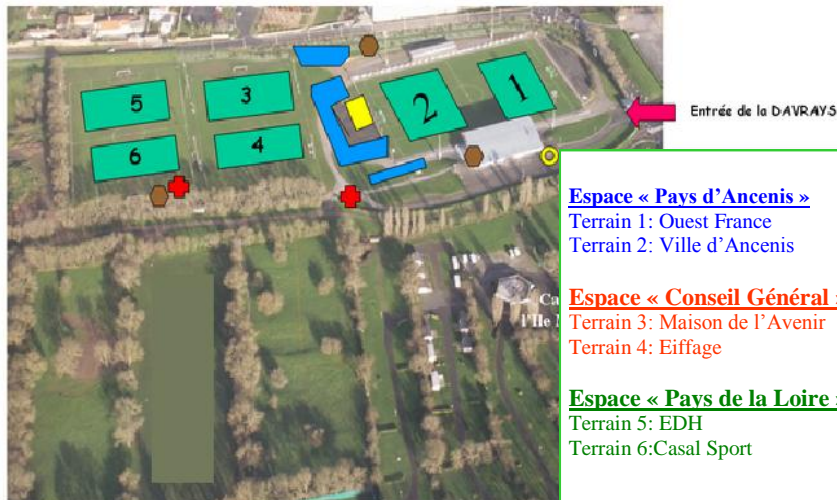 5
3
2
1
6
4
Entrée de la DAVRAYS
Ca
l'Ile
Espace « Pays d'Ancenis »
Terrain 1: Ouest France
Terrain 2: Ville d'Ancenis
Espace « Conseil Général »
Terrain 3: Maison de l'Avenir
Terrain 4: Eiffage
Espace « Pays de la Loire »
Terrain 5: EDH
Terrain 6:Casal Sport